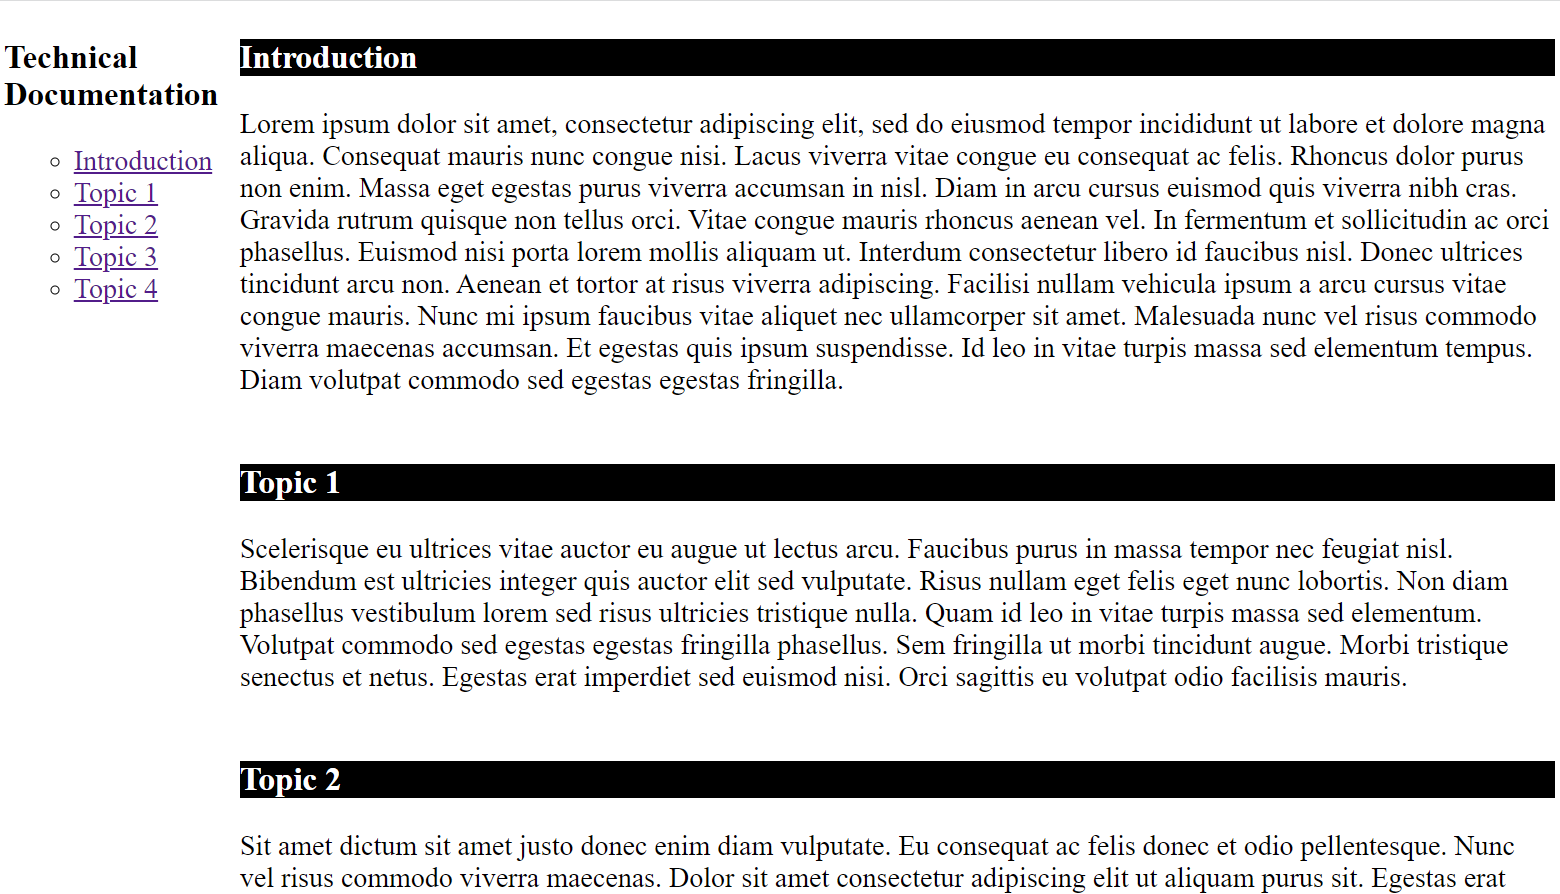 Technical
Documentation
Introduction
Topic 1
Topic 2
Topic 3
Topic 4
Introduction
Lorem ipsum dolor sit amet, consectetur adipiscing elit, sed do eiusmod tempor incididunt ut labore et dolore magna
aliqua. Consequat mauris nunc congue nisi. Lacus viverra vitae congue eu consequat ac felis. Rhoncus dolor purus
non enim. Massa eget egestas purus viverra accumsan in nisl. Diam in arcu cursus euismod quis viverra nibh cras.
Gravida rutrum quisque non tellus orci. Vitae congue mauris rhoncus aenean vel. In fermentum et sollicitudin ac orci
phasellus. Euismod nisi porta lorem mollis aliquam ut. Interdum consectetur libero id faucibus nisl. Donec ultrices
tincidunt arcu non. Aenean et tortor at risus viverra adipiscing. Facilisi nullam vehicula ipsum a arcu cursus vitae
congue mauris. Nunc mi ipsum faucibus vitae aliquet nec ullamcorper sit amet. Malesuada nunc vel risus commodo
viverra maecenas accumsan. Et egestas quis ipsum suspendisse. Id leo in vitae turpis massa sed elementum tempus.
Diam volutpat commodo sed egestas egestas fringilla.
Topic 1
Scelerisque eu ultrices vitae auctor eu augue ut lectus arcu. Faucibus purus in massa tempor nec feugiat nisl.
Bibendum est ultricies integer quis auctor elit sed vulputate. Risus nullam eget felis eget nunc lobortis. Non diam
phasellus vestibulum lorem sed risus ultricies tristique nulla. Quam id leo in vitae turpis massa sed elementum.
Volutpat commodo sed egestas egestas fringilla phasellus. Sem fringilla ut morbi tincidunt augue. Morbi tristique
senectus et netus. Egestas erat imperdiet sed euismod nisi. Orci sagittis eu volutpat odio facilisis mauris.
Topic 2
Sit amet dictum sit amet justo donec enim diam vulputate. Eu consequat ac felis donec et odio pellentesque. Nunc
vel risus commodo viverra maecenas. Dolor sit amet consectetur adipiscing elit ut aliquam purus sit. Egestas erat